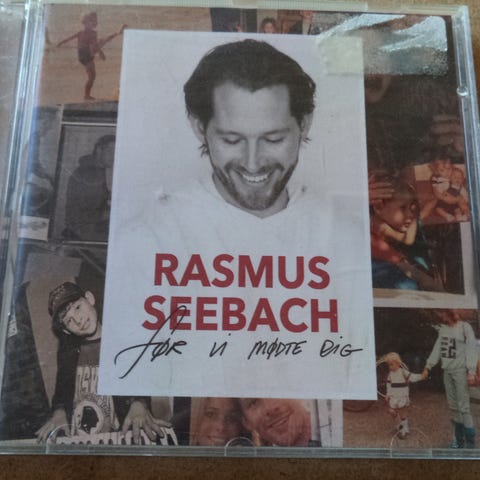 RASMUS
SEEBACH
FØR VI MØDTE DIG